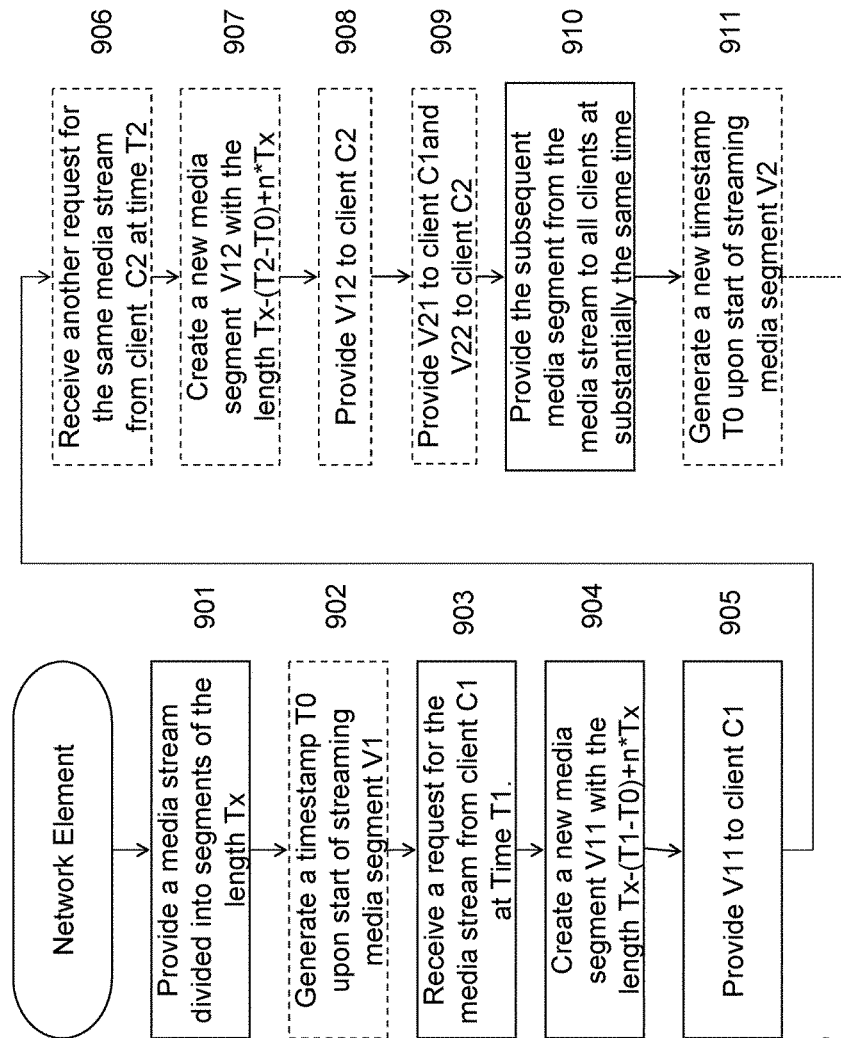 Network Element
Provide a media stream
divided into segments of the
length Tx
901
Generate a timestamp T0
upon start of streaming
media segment V1
902
Receive a request for the
media stream from client C1
at Time T1.
903
Create a new media
segment V11 with the
length Tx-(T1-T0)+n*Tx
904
Provide V11 to client C1
905
Receive another request for
the same media stream
from client C2 at time T2
906
Create a new media
segment V12 with the
length Tx-(T2-T0)+n*Tx
907
Provide V12 to client C2
908
Provide V21 to client C1and
V22 to client C2
909
Provide the subsequent
media segment from the
media stream to all clients at
substantially the same time
910
Generate a new timestamp
T0 upon start of streaming
media segment V2
911